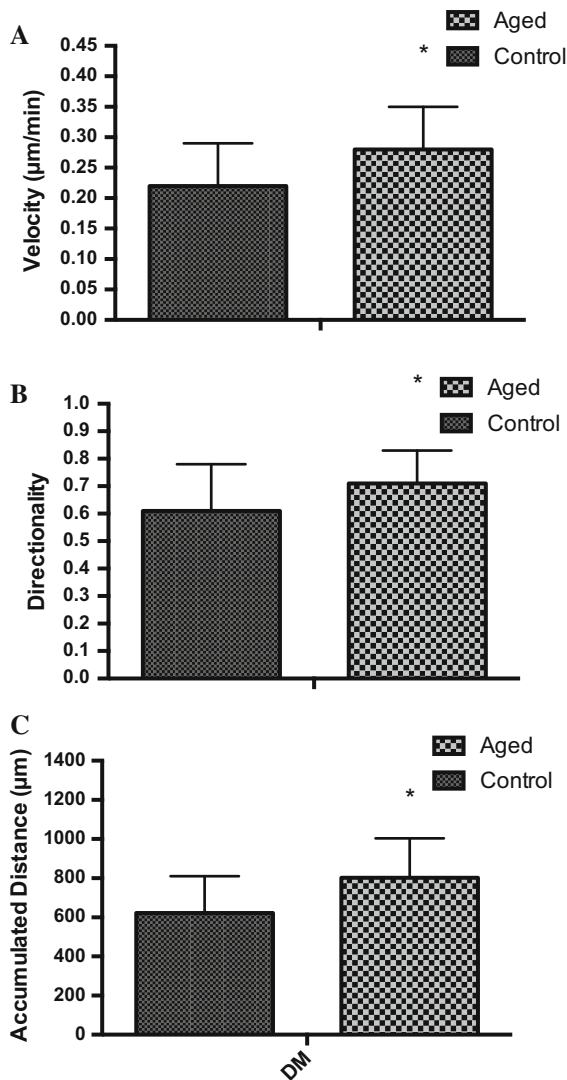 A
Aged
* Control
0.45
0.40
0.35
0.30
0.25
0.20
0.15
0.10
0.05
0.00
Velocity (µm/min)
B
* Aged
Control
1.0
0.9
0.8
0.7
0.6
0.5
0.4
0.3
0.2
0.1
0.0
Directionality
C
Aged
Control
*
1400
1200
1000
800
600
400
200
0
Accumulated Distance (µm)
DM